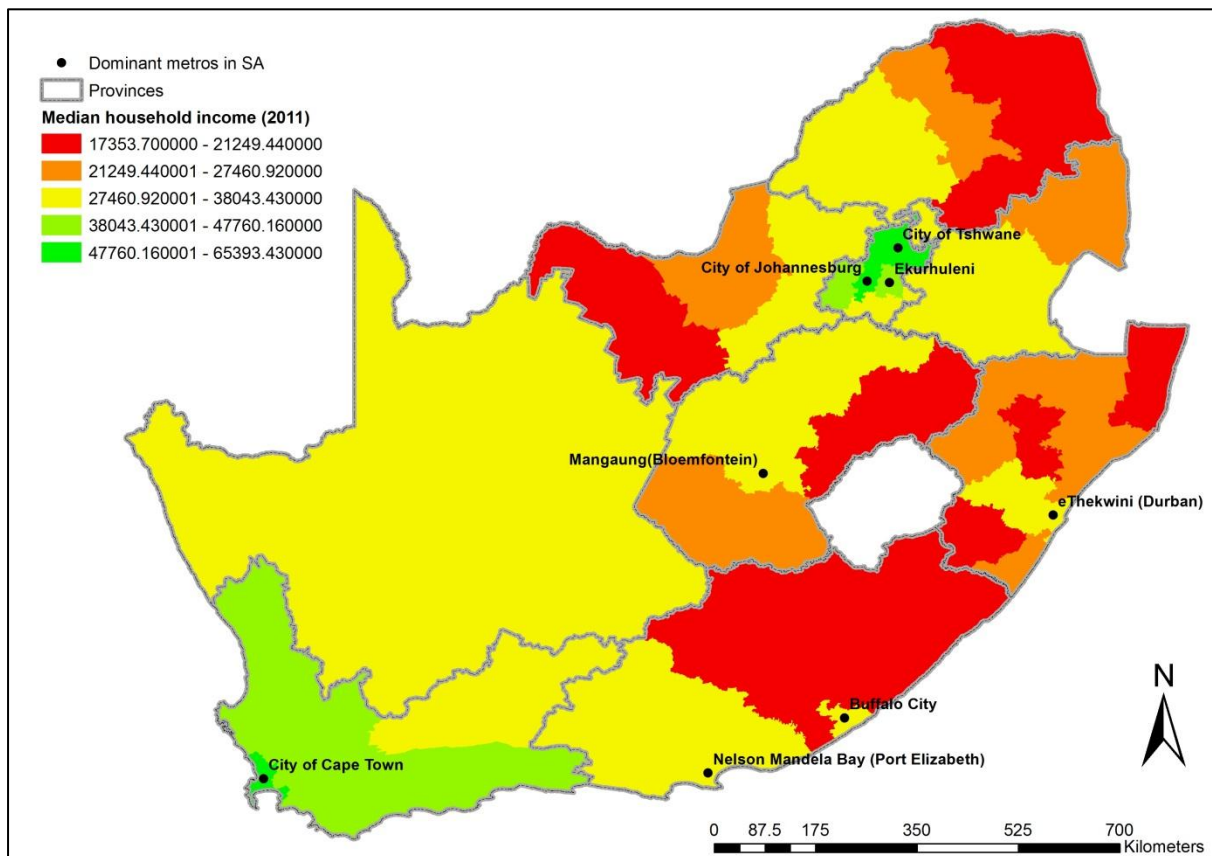 Dominant metros in SA
Provinces
Median household income (2011)
17353.700000 - 21249.440000
21249.440001 - 27460.920000
27460.920001 - 38043.430000
38043.430001 - 47760.160000
47760.160001 - 65393.430000
City of Tshwane
City of Johannesburg
Ekurhuleni
Mangaung(Bloemfontein)
eThekwini (Durban)
Buffalo City
Nelson Mandela Bay (Port Elizabeth)
City of Cape Town
N
0 87.5 175 350 525 700
Kilometers